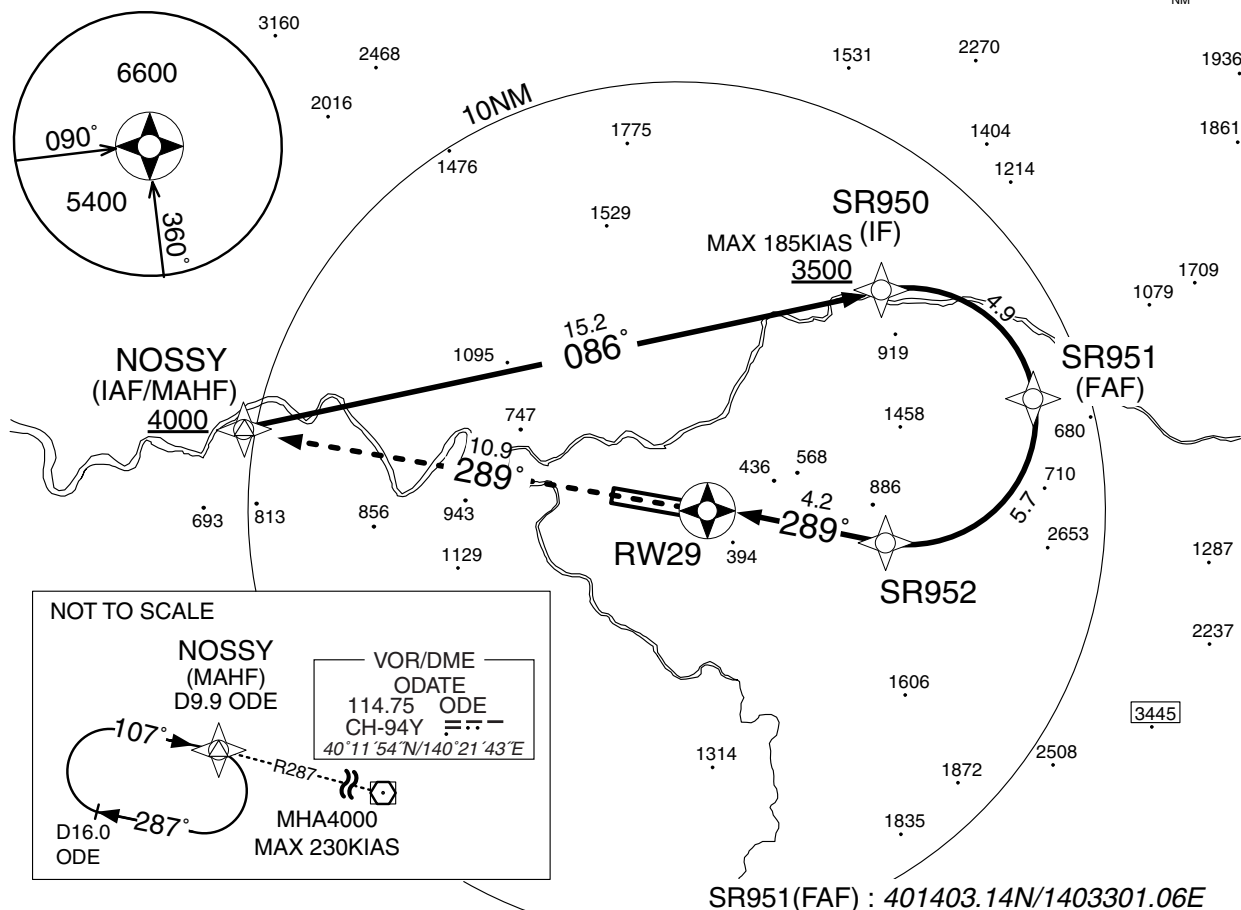 NM
3160
2468
2016
6600
090°
5400
360°
10NM
1476
1775
1529
1531
2270
1936
1404
1861
1214
SR950
(IF)
MAX 185KIAS
3500
1709
1079
4.9
15.2
086°
919
SR951
(FAF)
NOSSY
(IAF/MAHF)
4000
1095
747
1458
680
10.9
289°
436
568
886
710
4.2
289°
5.7
693
813
856
943
1129
RW29
394
2653
1287
SR952
NOT TO SCALE
NOSSY
(MAHF)
D9.9 ODE
VOR/DME
ODATE
114.75 ODE
CH-94Y
40°11´54˝N/140°21´43˝E
107°
R287
287°
D16.0
ODE
MHA4000
MAX 230KIAS
2237
1606
3445
1314
2508
1872
1835
SR951(FAF) : 401403.14N/1403301.06E